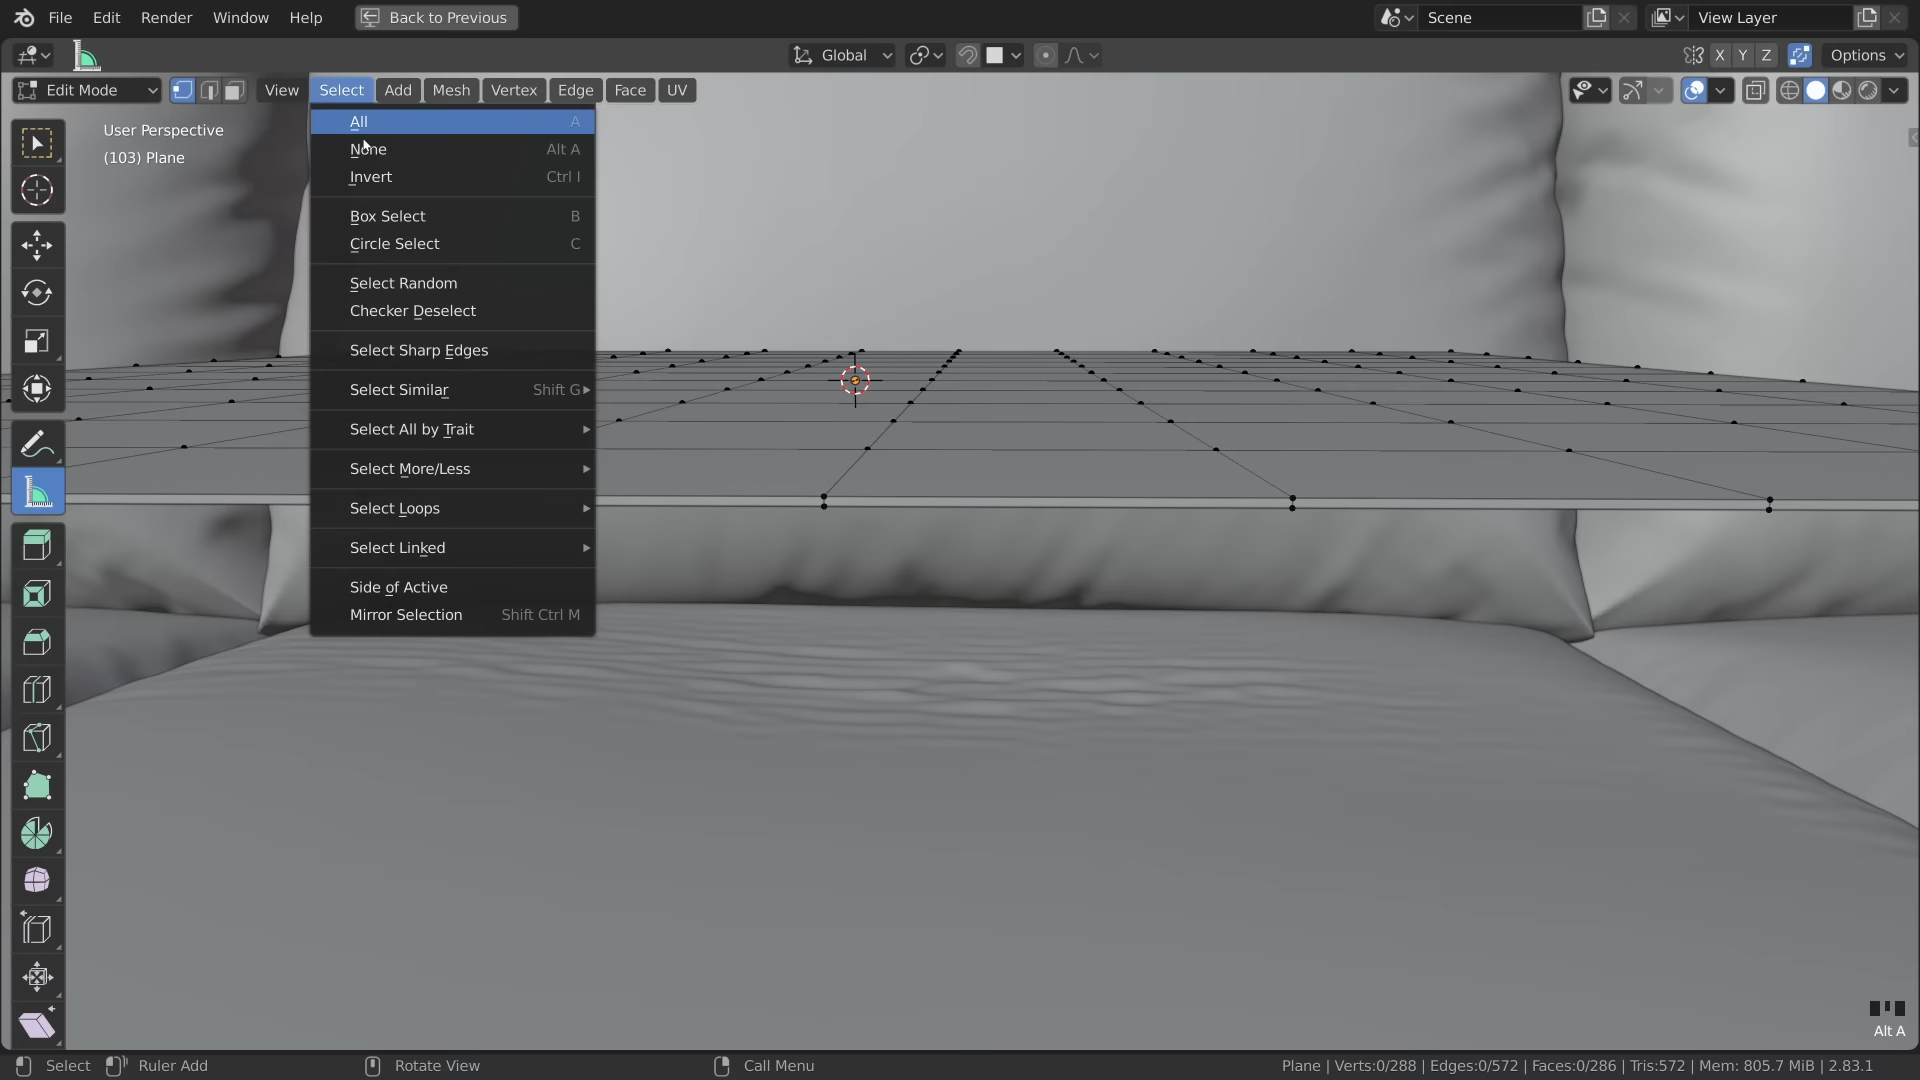 File Edit Render Window Help Back to Previous Scene View Layer
Global X Y Z Options
Edit Mode View Select Add Mesh Vertex Edge Face UV
User Perspective
(103) Plane
All A
None Alt A
Invert Ctrl I
Box Select B
Circle Select C
Select Random
Checker Deselect
Select Sharp Edges
Select Similar Shift G
Select All by Trait
Select More/Less
Select Loops
Select Linked
Side of Active
Mirror Selection Shift Ctrl M
Alt A
Select Ruler Add Rotate View Call Menu Plane | Verts:0/288 | Edges:0/572 | Faces:0/286 | Tris:572 | Mem: 805.7 MiB | 2.83.1